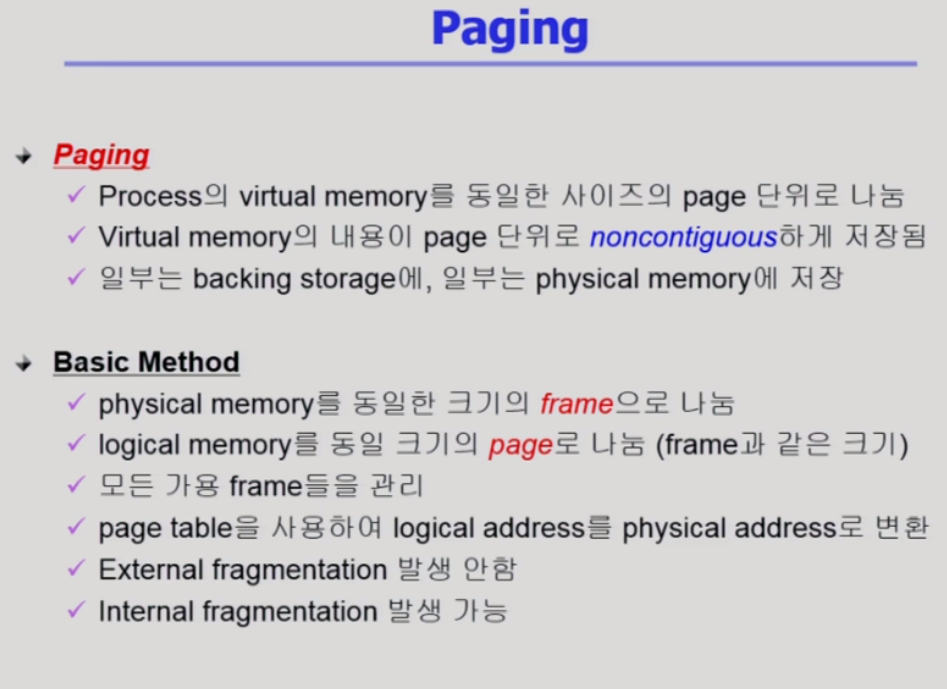 Paging
Paging
Process의 virtual memory를 동일한 사이즈의 page 단위로 나눔
Virtual memory의 내용이 page 단위로 noncontiguous하게 저장됨
일부는 backing storage에, 일부는 physical memory에 저장
Basic Method
physical memory를 동일한 크기의 frame으로 나눔
logical memory를 동일 크기의 page로 나눔 (frame과 같은 크기)
모든 가용 frame들을 관리
page table을 사용하여 logical address를 physical address로 변환
External fragmentation 발생 안함
Internal fragmentation 발생 가능